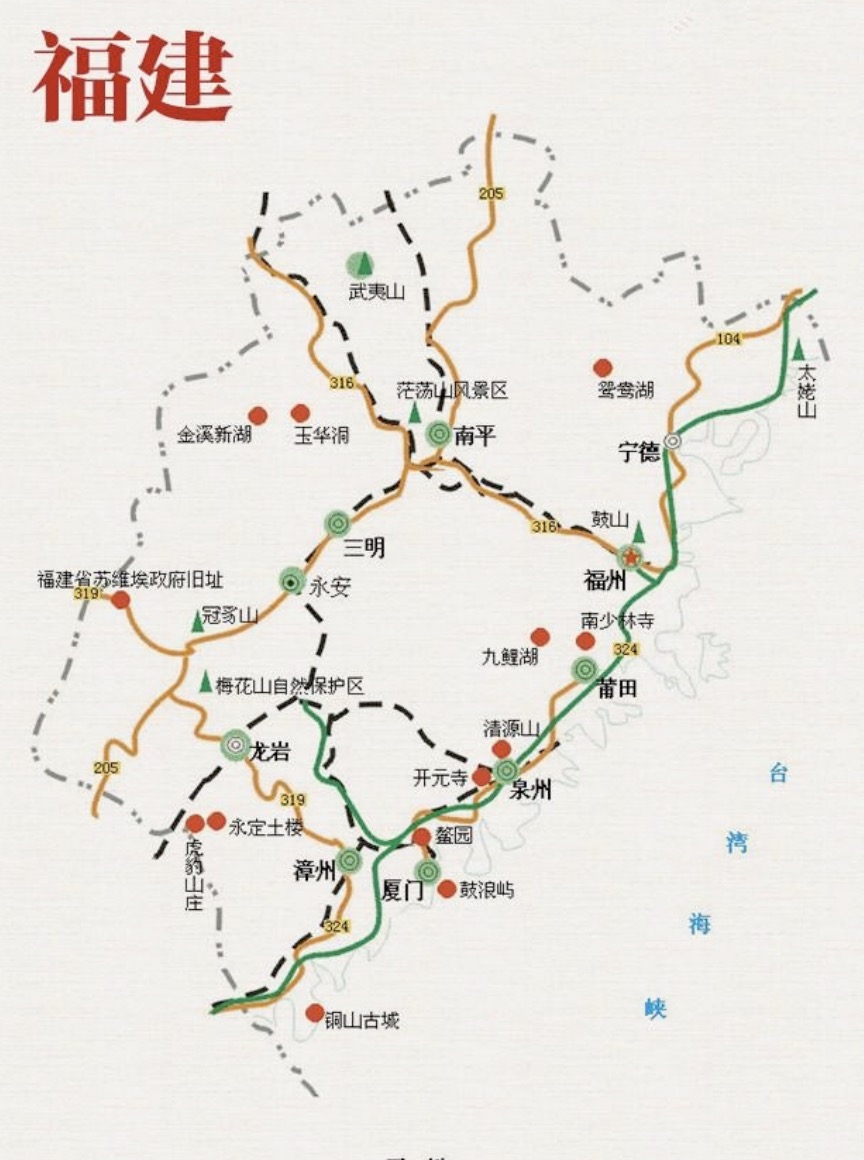 福建
205
武夷山
104
316
茫荡山风景区
鸳鸯湖
太姥山
金溪新湖
玉华洞
南平
宁德
316
鼓山
三明
福州
福建省苏维埃政府旧址
319
永安
冠豸山
南少林寺
九鲤湖
324
梅花山自然保护区
莆田
清源山
龙岩
205
开元寺
泉州
台湾海峡
319
永定土楼
鳌园
虎豹山庄
漳州
厦门
鼓浪屿
324
铜山古城